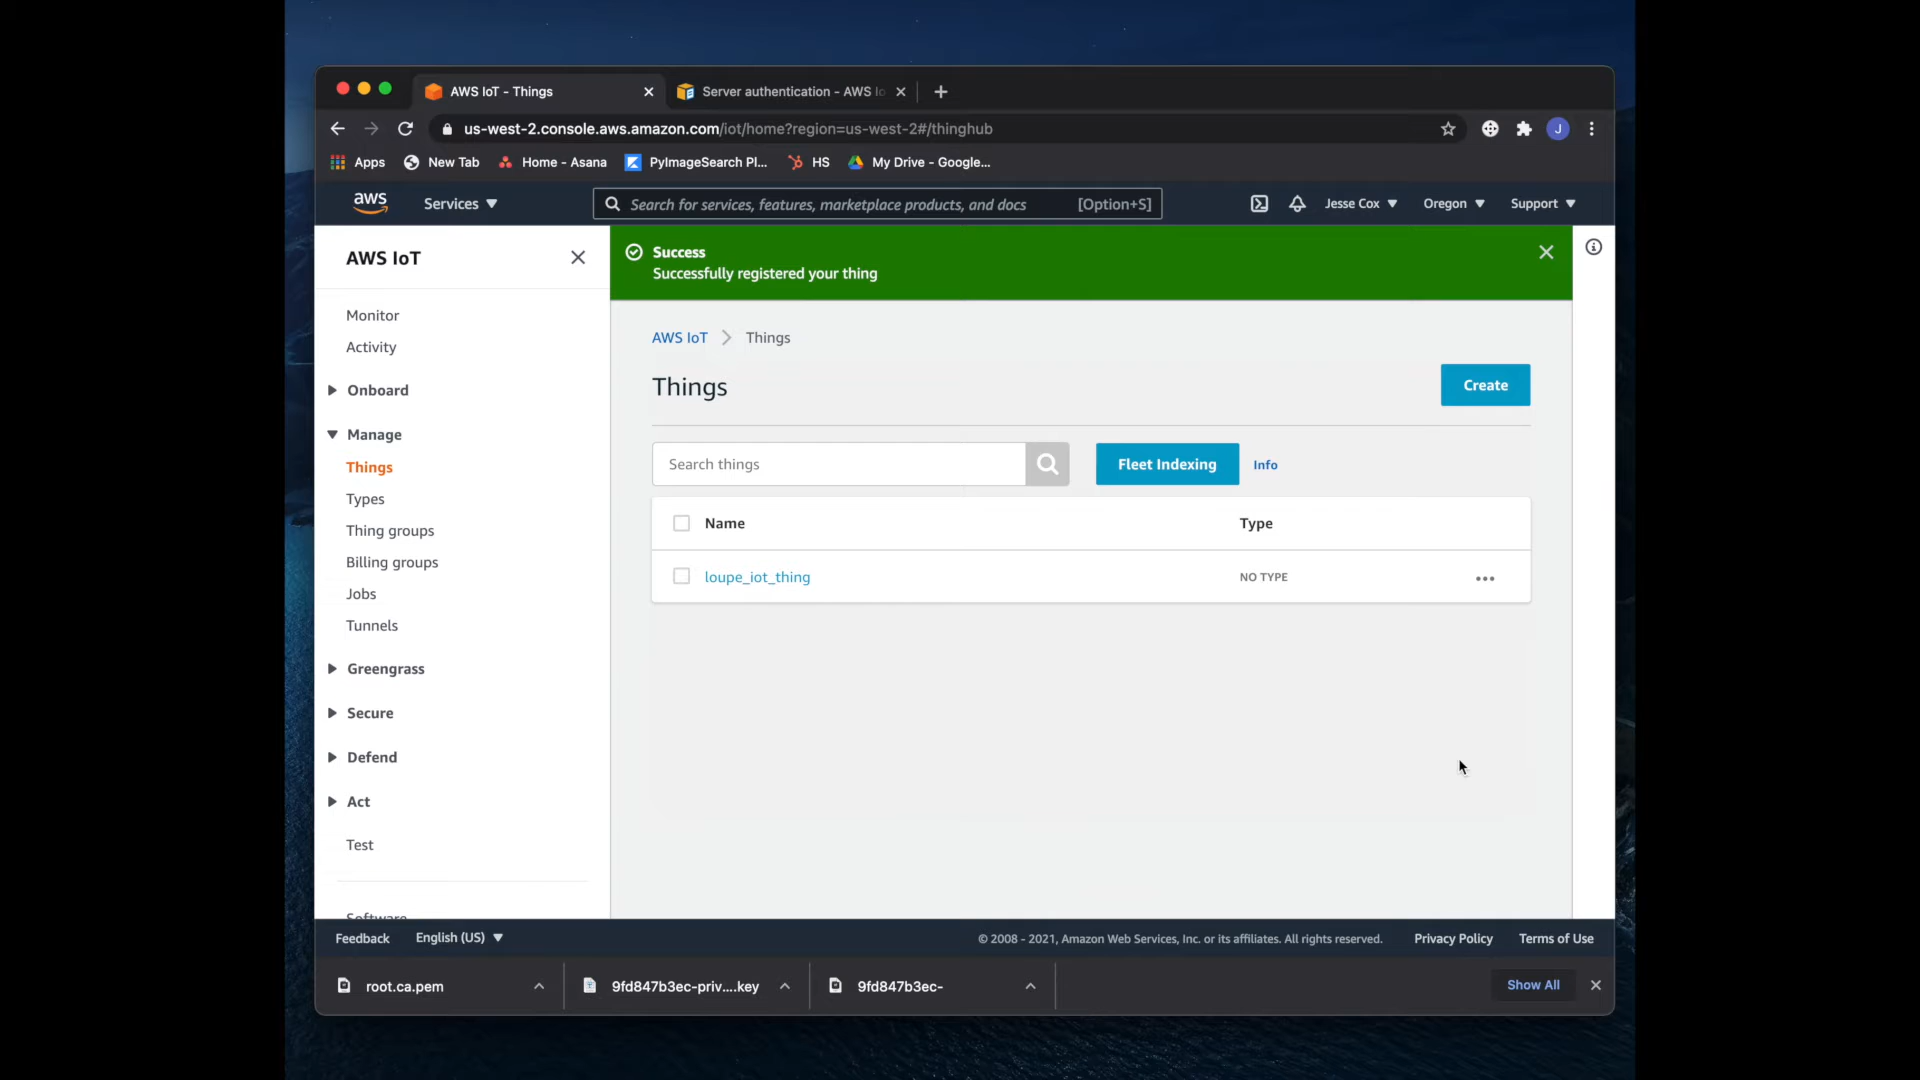 AWS IoT - Things
Server authentication - AWS Io
us-west-2.console.aws.amazon.com/iot/home?region=us-west-2#/thinghub
J
Apps
New Tab
Home - Asana
PyImageSearch Pl...
HS
My Drive - Google...
aws
Services
Search for services, features, marketplace products, and docs
[Option+S]
Jesse Cox
Oregon
Support
AWS IoT
Success
Successfully registered your thing
Monitor
Activity
Onboard
Manage
Things
Types
Thing groups
Billing groups
Jobs
Tunnels
Greengrass
Secure
Defend
Act
Test
Software
AWS IoT
Things
Things
Create
Search things
Fleet Indexing
Info
Name
Type
loupe_iot_thing
NO TYPE
Feedback
English (US)
© 2008 - 2021, Amazon Web Services, Inc. or its affiliates. All rights reserved.
Privacy Policy
Terms of Use
root.ca.pem
9fd847b3ec-priv....key
9fd847b3ec-
Show All